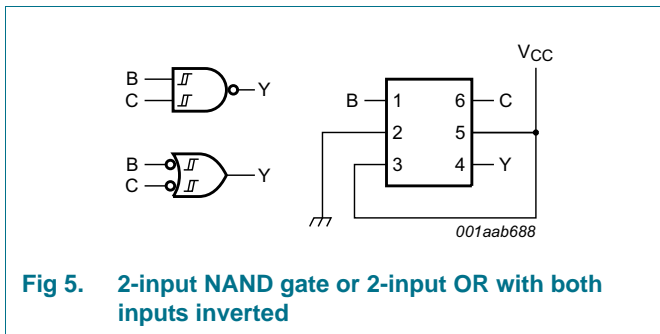 B
C
Y
B
C
Y
VCC
B 1 6 C
2 5
3 4 Y
001aab688
Fig 5. 2-input NAND gate or 2-input OR with both
inputs inverted